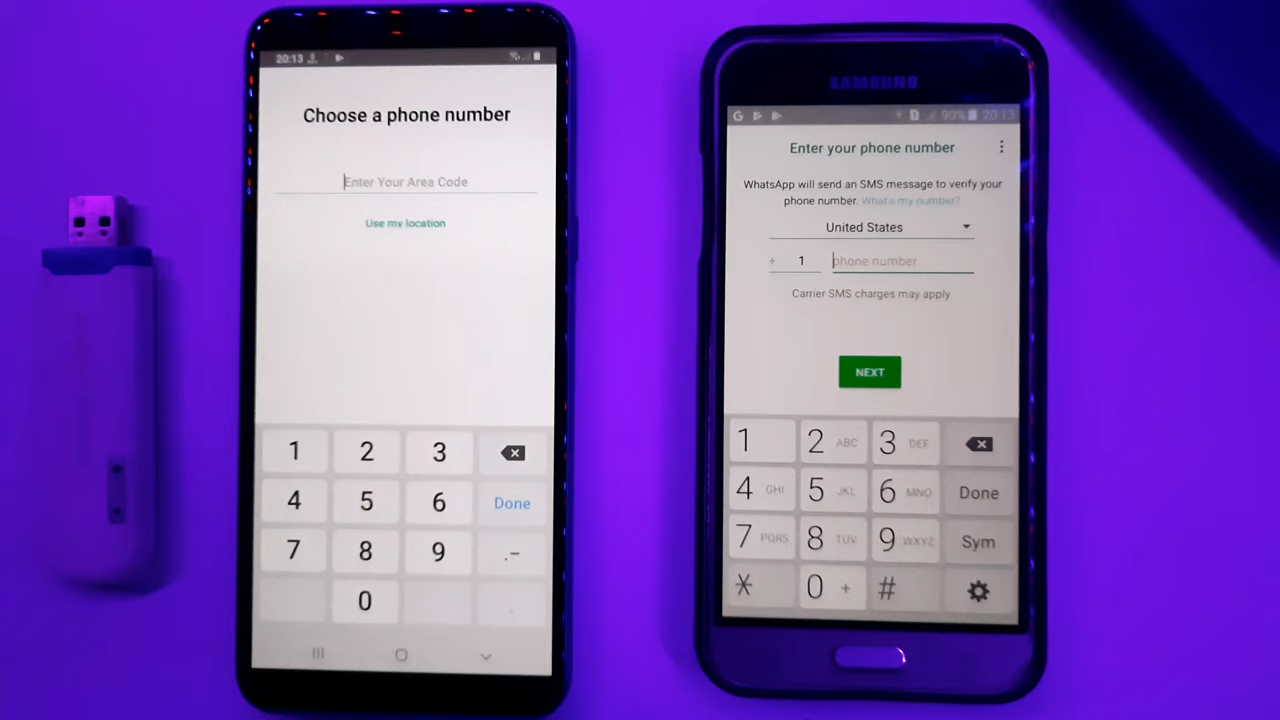 20:13
Choose a phone number
Enter Your Area Code
Use my location
1 2 3
4 5 6 Done
7 8 9 .-
0 ,
SAMSUNG
G 90% 20:13
Enter your phone number
WhatsApp will send an SMS message to verify your
phone number. What's my number?
United States
+ 1 phone number
Carrier SMS charges may apply
NEXT
1 2 ABC 3 DEF
4 GHI 5 JKL 6 MNO Done
7 PQRS 8 TUV 9 WXYZ Sym
* 0 + #